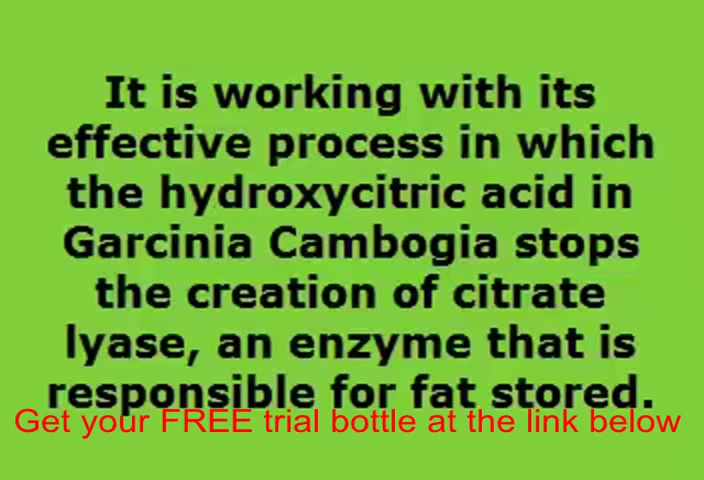 It is working with its
effective process in which
the hydroxycitric acid in
Garcinia Cambogia stops
the creation of citrate
lyase, an enzyme that is
responsible for fat stored.
Get your FREE trial bottle at the link below